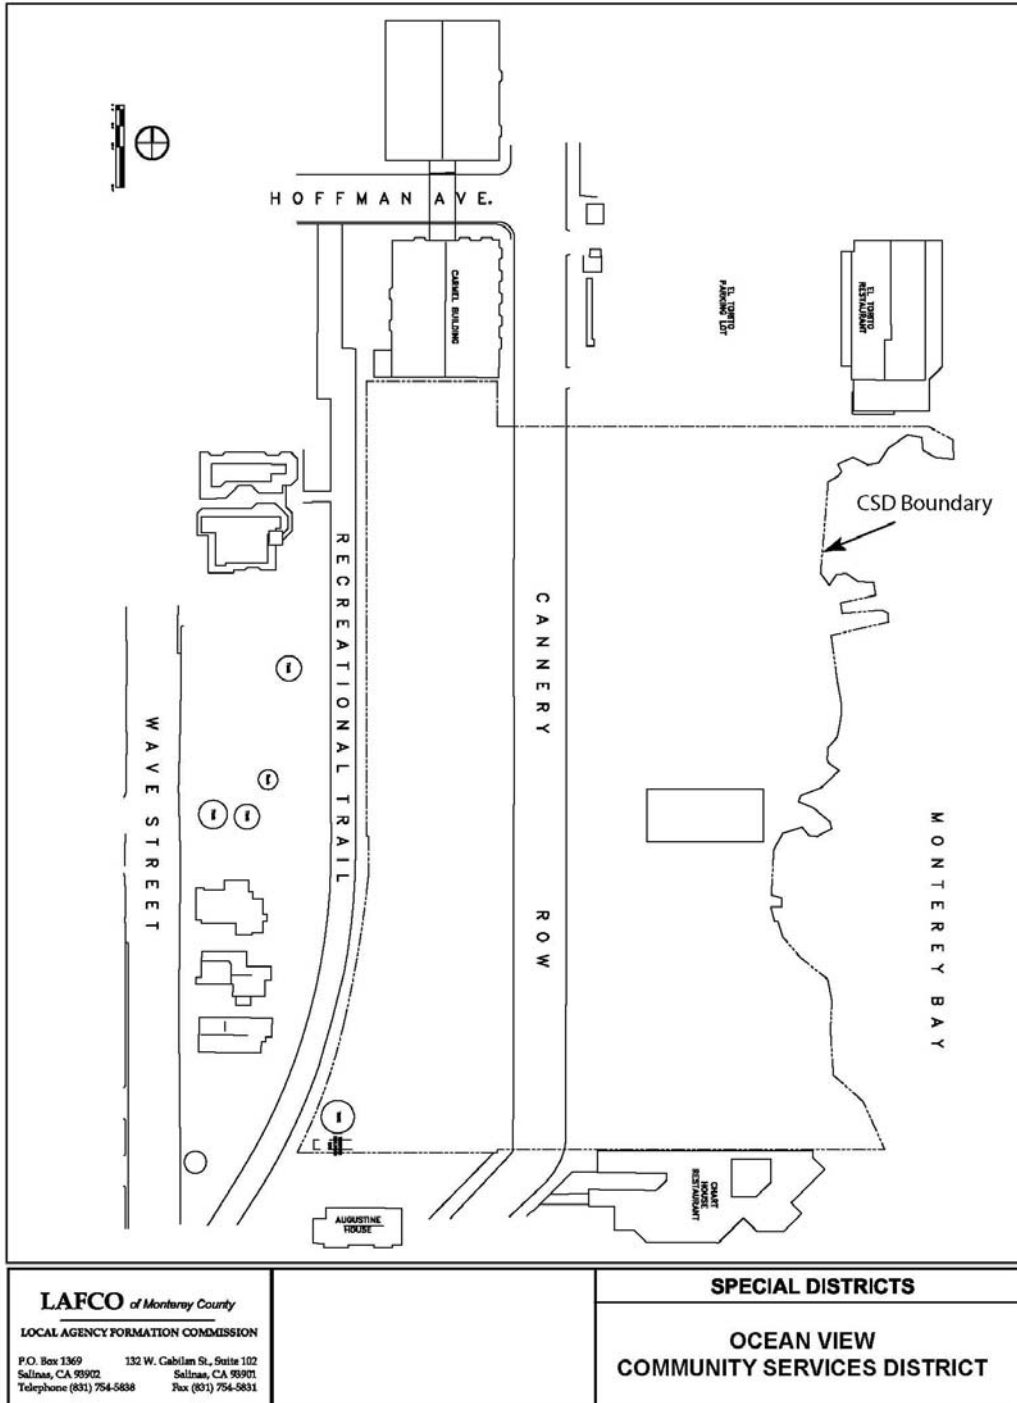 HOFFMAN AVE.
CARMEL BUILDING
EL TORITO
PARKING LOT
EL TORITO
RESTAURANT
CSD Boundary
RECREATIONAL TRAIL
CANNERY ROW
WAVE STREET
MONTEREY BAY
Tank
Tank
Tank
CHART
HOUSE
RESTAURANT
AUGUSTINE
HOUSE
LAFCO of Monterey County
LOCAL AGENCY FORMATION COMMISSION
P.O. Box 1369 132 W. Gabilan St., Suite 102
Salinas, CA 93902 Salinas, CA 93901
Telephone (831) 754-5838 Fax (831) 754-5831
SPECIAL DISTRICTS
OCEAN VIEW
COMMUNITY SERVICES DISTRICT